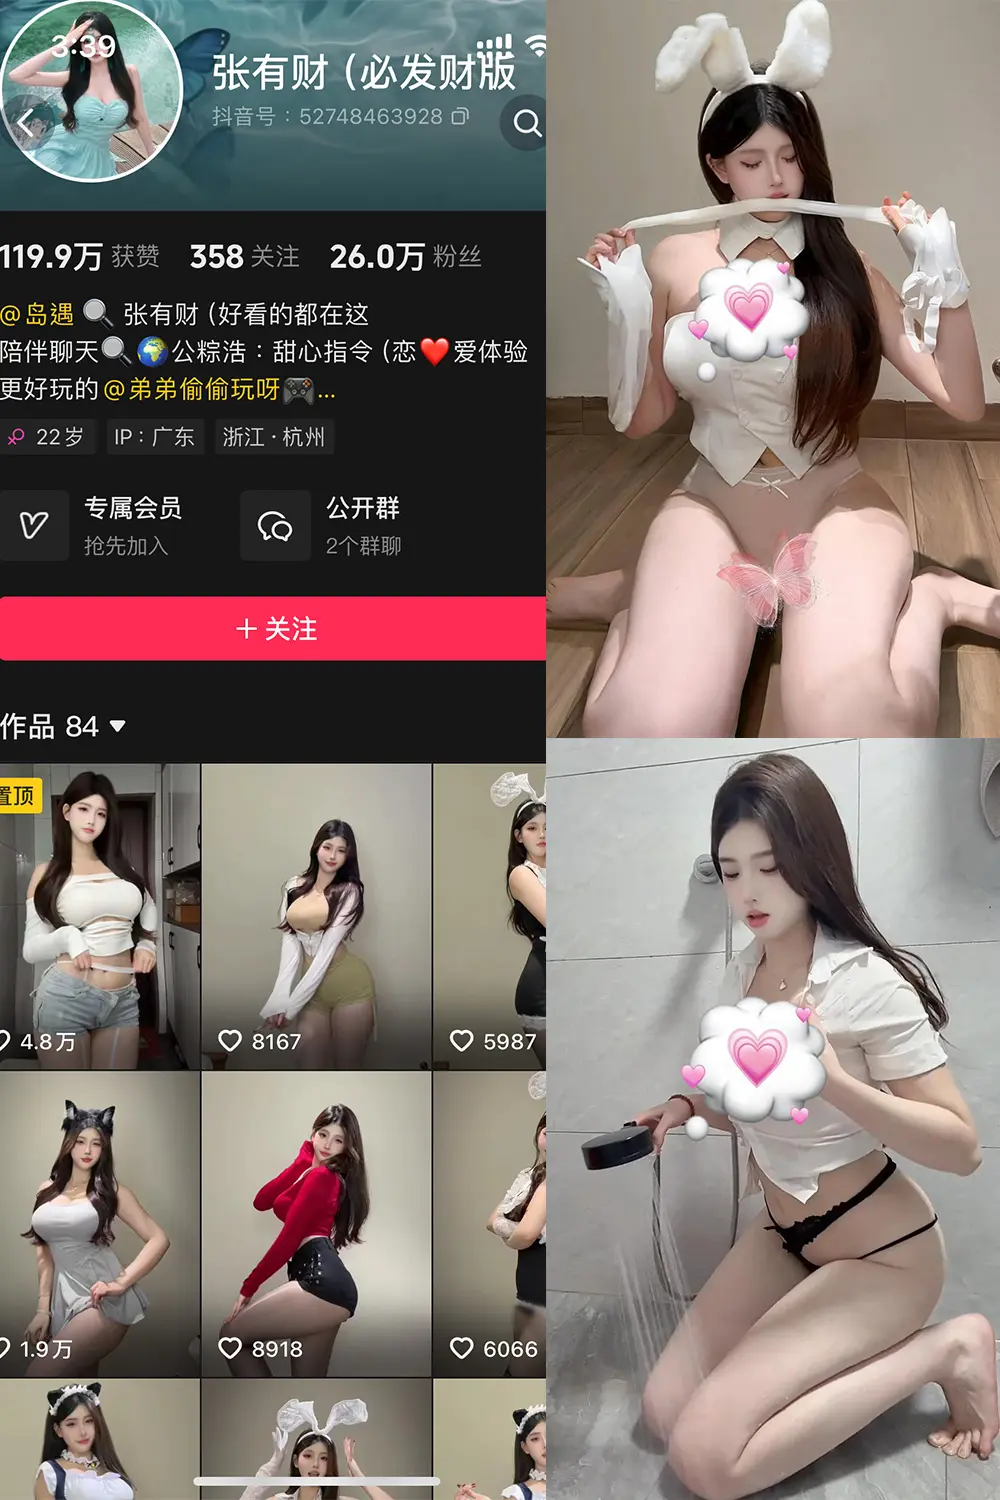 3:39
张有财（必发财版
抖音号：52748463928
119.9万 获赞 358 关注 26.0万 粉丝
@岛遇🔍 张有财（好看的都在这
陪伴聊天🔍🌍公粽浩：甜心指令（恋❤️爱体验
更好玩的@弟弟偷偷玩呀🎮...
22岁 IP：广东 浙江·杭州
专属会员 公开群
抢先加入 2个群聊
+ 关注
作品 84
置顶
4.8万 8167 5987
1.9万 8918 6066